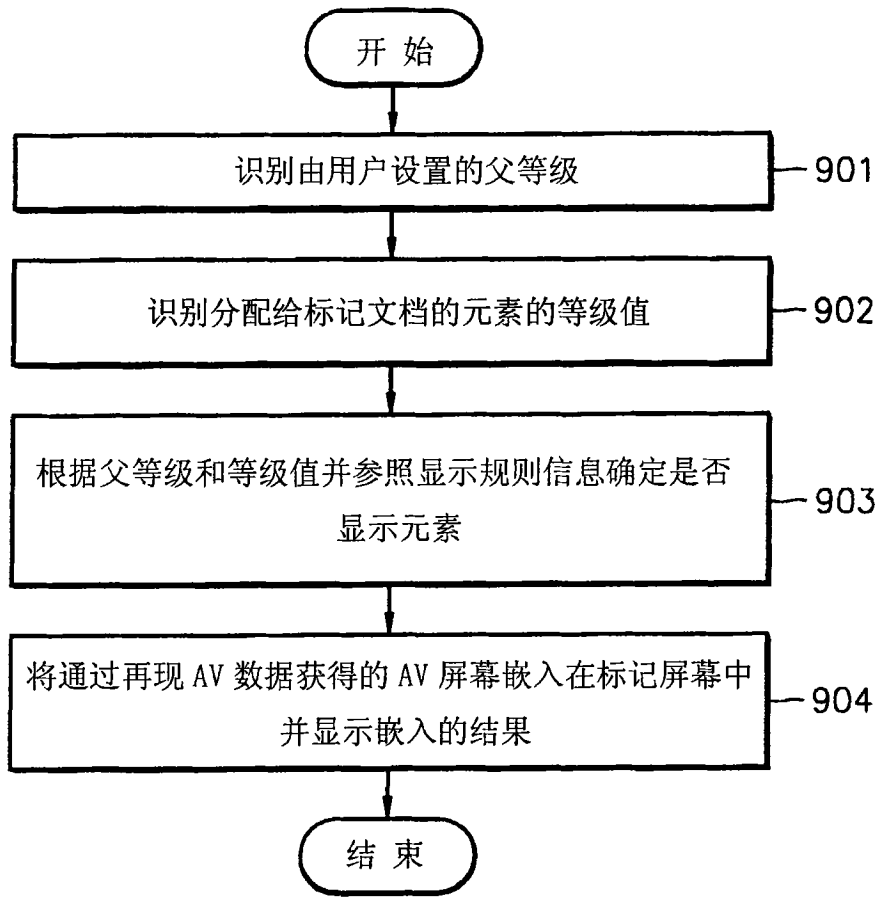 开 始
识别由用户设置的父等级
901
识别分配给标记文档的元素的等级值
902
根据父等级和等级值并参照显示规则信息确定是否
显示元素
903
将通过再现 AV 数据获得的 AV 屏幕嵌入在标记屏幕中
并显示嵌入的结果
904
结 束